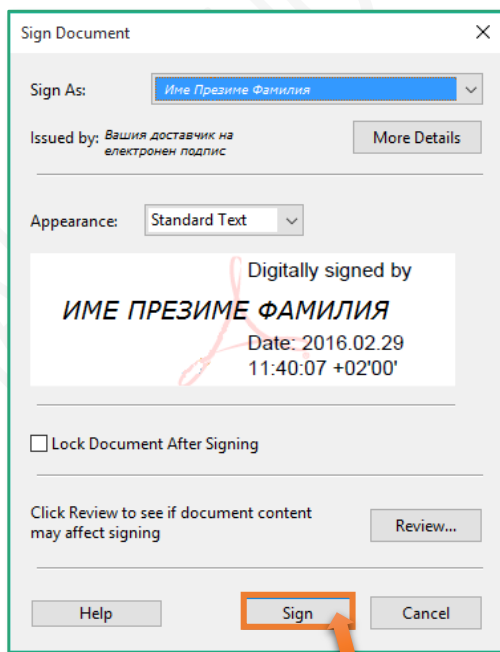 Sign Document
Sign As: Име Презиме Фамилия
Issued by: Вашия доставчик на
електронен подпис
More Details
Appearance: Standard Text
Digitally signed by
ИМЕ ПРЕЗИМЕ ФАМИЛИЯ
Date: 2016.02.29
11:40:07 +02'00'
Lock Document After Signing
Click Review to see if document content
may affect signing
Review...
Help Sign Cancel